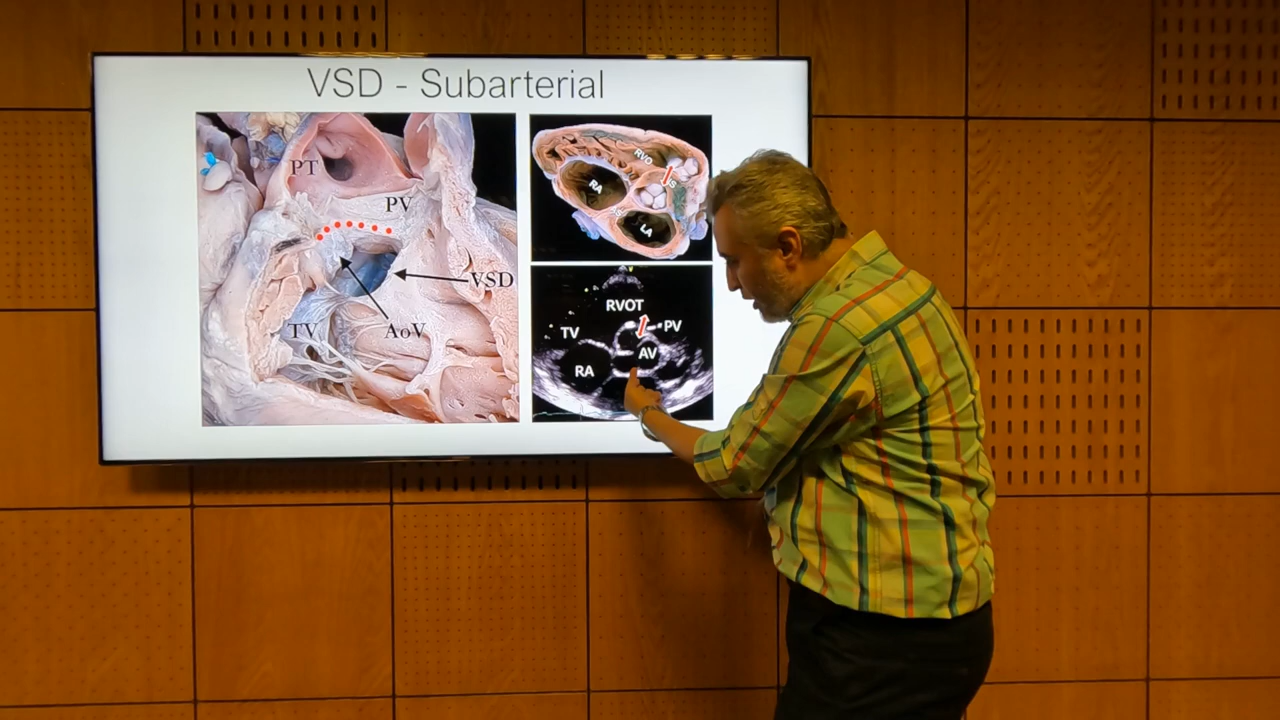 VSD - Subarterial
PT
PV
VSD
TV
AoV
RVO
RA
LA
RVOT
TV
PV
AV
RA